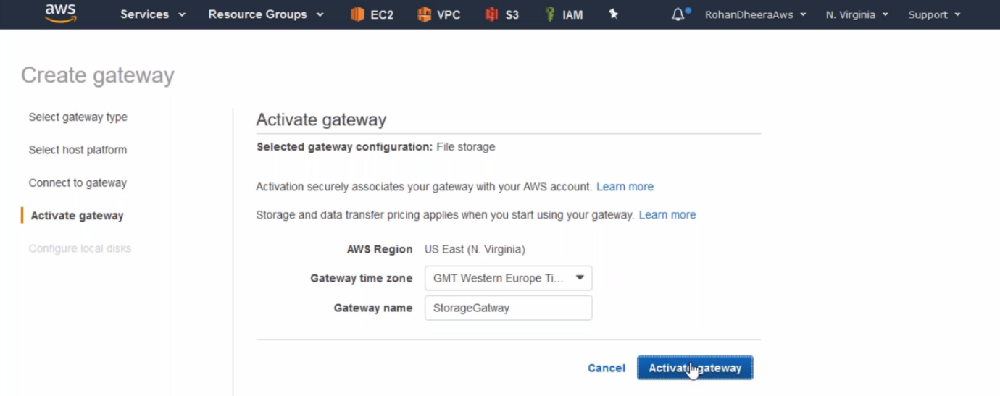 aws Services Resource Groups EC2 VPC S3 IAM RohanDheeraAws N. Virginia Support
Create gateway
Select gateway type
Select host platform
Connect to gateway
Activate gateway
Configure local disks
Activate gateway
Selected gateway configuration: File storage
Activation securely associates your gateway with your AWS account. Learn more
Storage and data transfer pricing applies when you start using your gateway. Learn more
AWS Region US East (N. Virginia)
Gateway time zone GMT Western Europe Ti...
Gateway name StorageGatway
Cancel Activate gateway